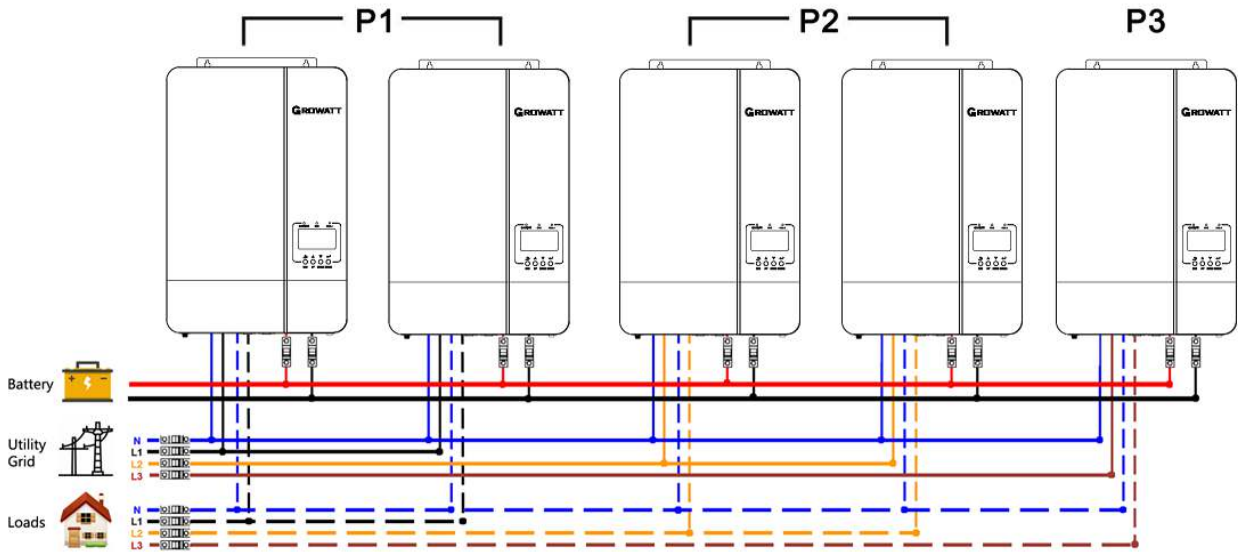 P1 P2 P3
GROWATT GROWATT GROWATT GROWATT GROWATT
Battery
+ -
Utility
Grid
N
L1
L2
L3
Loads
N
L1
L2
L3